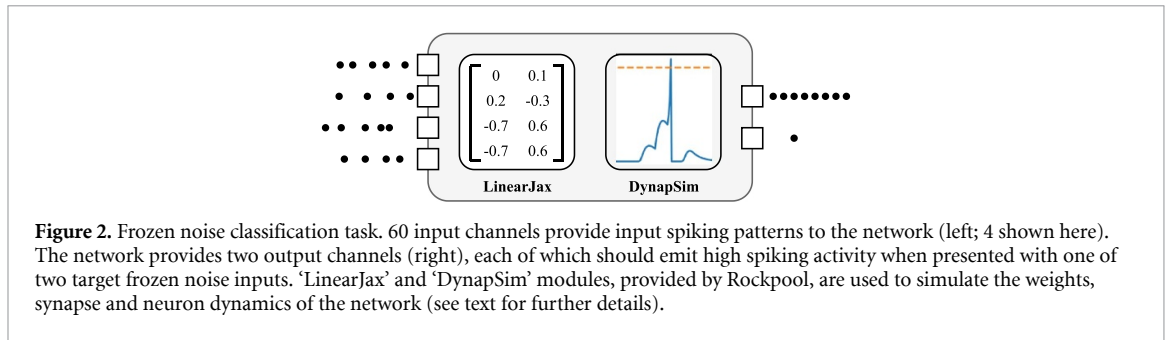 0 0.1
0.2 -0.3
-0.7 0.6
-0.7 0.6
LinearJax DynapSim
Figure 2. Frozen noise classification task. 60 input channels provide input spiking patterns to the network (left; 4 shown here).
The network provides two output channels (right), each of which should emit high spiking activity when presented with one of
two target frozen noise inputs. ‘LinearJax’ and ‘DynapSim’ modules, provided by Rockpool, are used to simulate the weights,
synapse and neuron dynamics of the network (see text for further details).